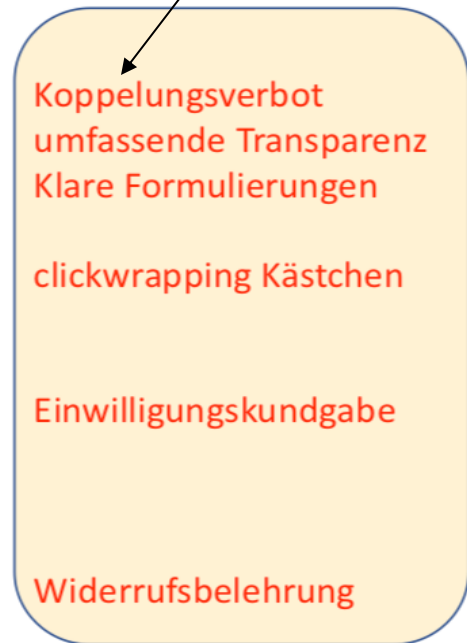 Koppelungsverbot
umfassende Transparenz
Klare Formulierungen
clickwrapping Kästchen
Einwilligungskundgabe
Widerrufsbelehrung